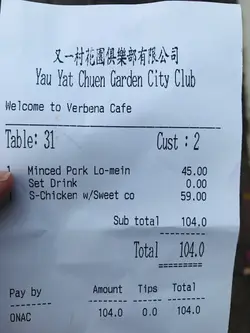 又一村花園俱樂部有限公司
Yau Yat Chuen Garden City Club
Welcome to Verbena Cafe
Table: 31 Cust : 2
1 Minced Pork Lo-mein 45.00
Set Drink 0.00
1 S-Chicken w/Sweet co 59.00
Sub total 104.0
Total 104.0
=========
Pay by Amount Tips Total
ONAC 104.0 0.0 104.0